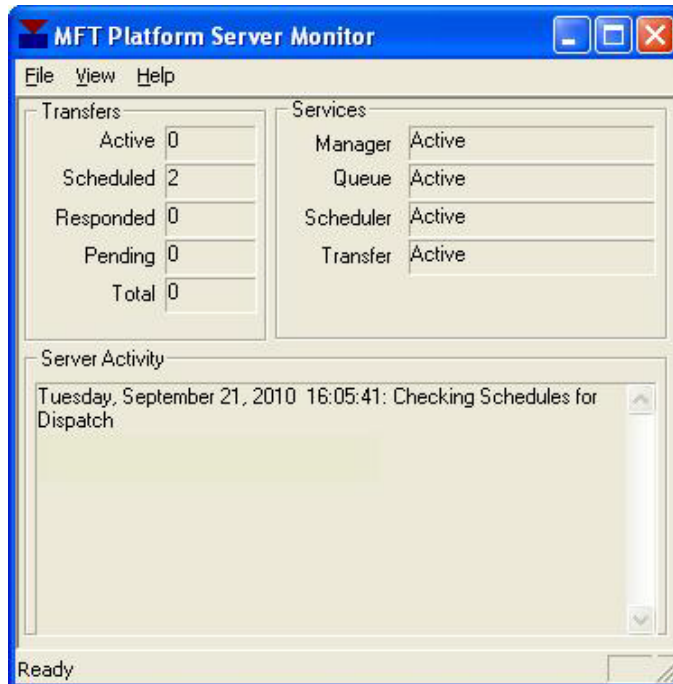 MFT Platform Server Monitor
File View Help
Transfers
Active 0
Scheduled 2
Responded 0
Pending 0
Total 0
Services
Manager Active
Queue Active
Scheduler Active
Transfer Active
Server Activity
Tuesday, September 21, 2010 16:05:41: Checking Schedules for
Dispatch
Ready